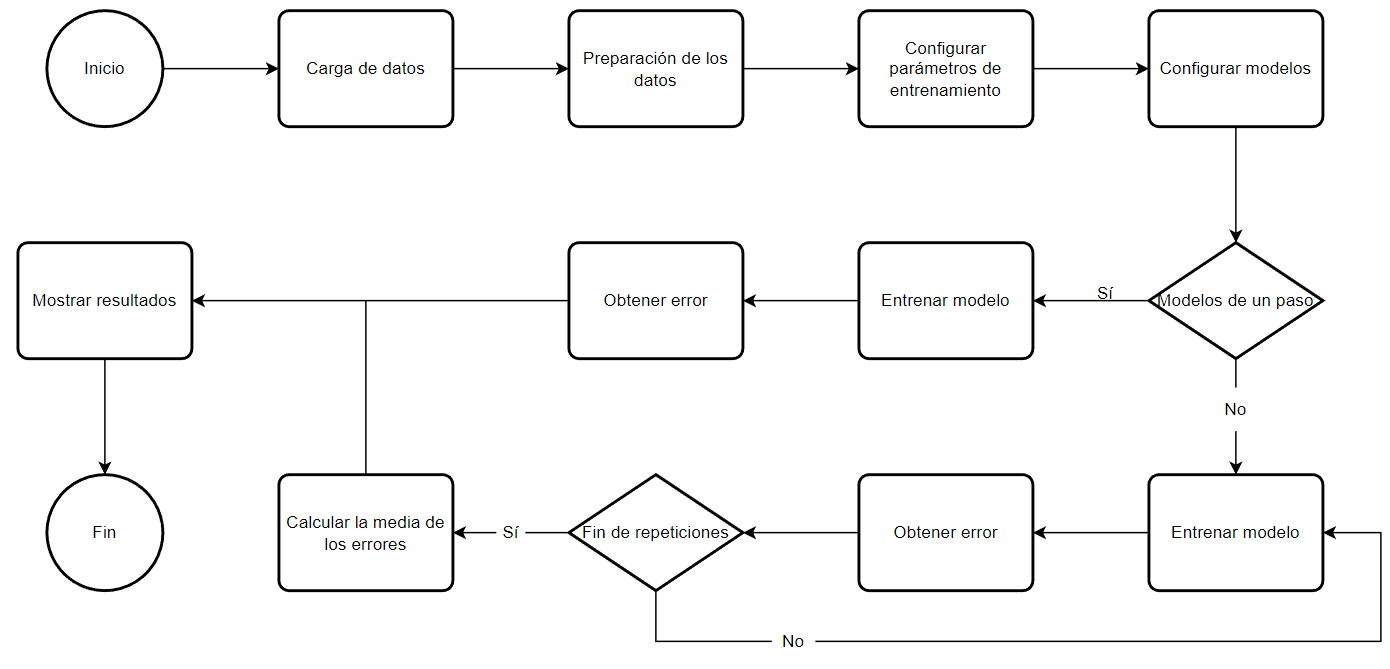 Inicio
Carga de datos
Preparación de los
datos
Configurar
parámetros de
entrenamiento
Configurar modelos
Mostrar resultados
Obtener error
Entrenar modelo
Sí
Modelos de un paso
No
Fin
Calcular la media de
los errores
Sí
Fin de repeticiones
Obtener error
Entrenar modelo
No